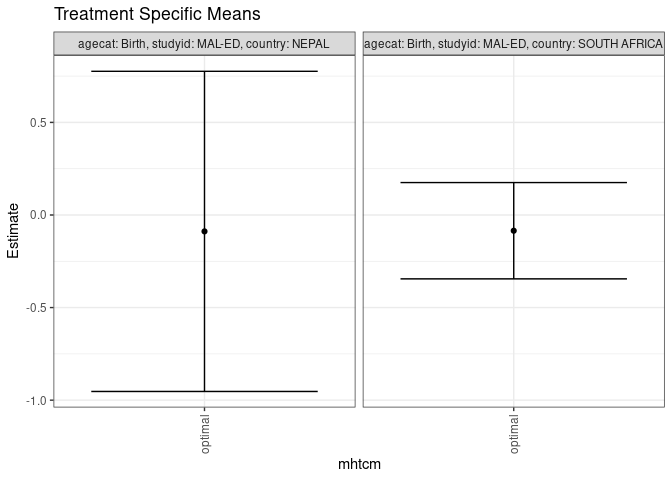 Treatment Specific Means
agecat: Birth, studyid: MAL-ED, country: NEPAL
agecat: Birth, studyid: MAL-ED, country: SOUTH AFRICA
Estimate
0.5
0.0
-0.5
-1.0
optimal
optimal
mhtcm